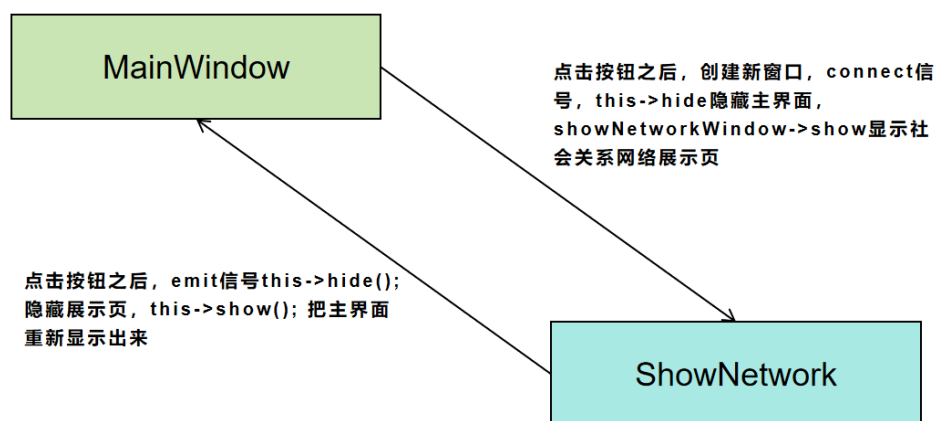 MainWindow
点击按钮之后，创建新窗口，connect信
号，this->hide隐藏主界面，
showNetworkWindow->show显示社
会关系网络展示页
点击按钮之后，emit信号this->hide();
隐藏展示页，this->show(); 把主界面
重新显示出来
ShowNetwork